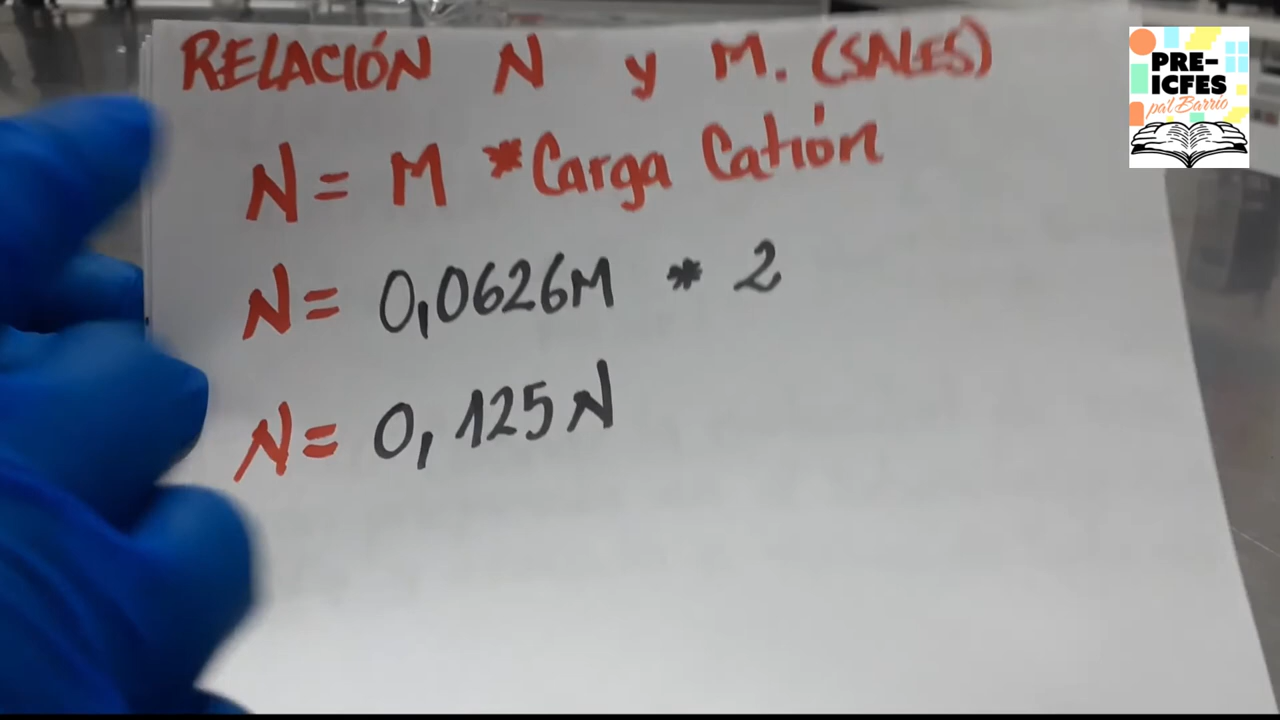 RELACIÓN N y M. (SALES)
N = M * Carga Catión
N = 0,0626M * 2
N = 0,125 N
PRE-
ICFES
pa'l Barrio